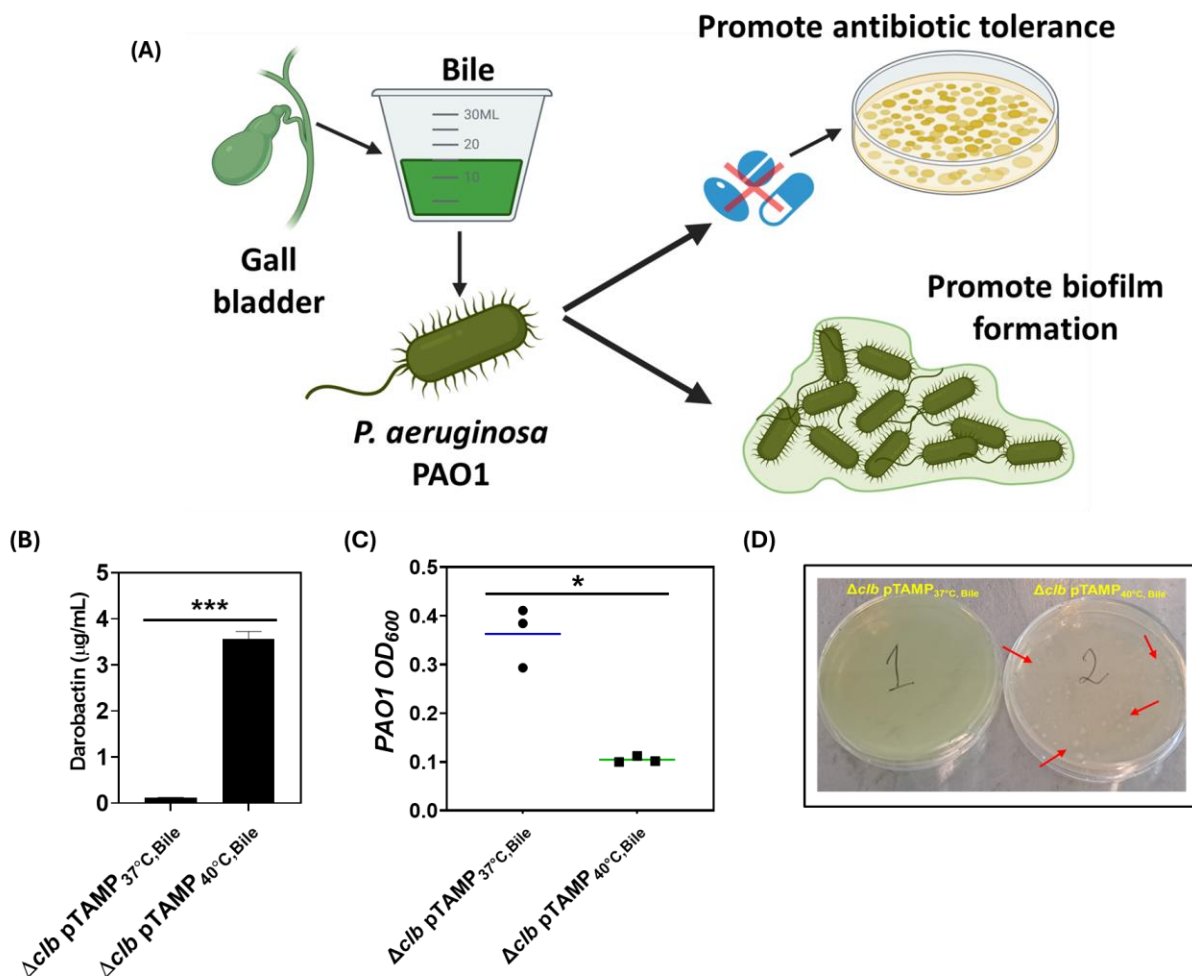 (A)
Promote antibiotic tolerance
Bile
30ML
20
10
Gall
bladder
Promote biofilm
formation
P. aeruginosa
PAO1
(B)
Darobactin (μg/mL)
5
4
3
2
1
0
***
Δclb pTAMP37°C,Bile
Δclb pTAMP40°C,Bile
(C)
PAO1 OD600
0.5
0.4
0.3
0.2
0.1
0.0
*
Δclb pTAMP37°C,Bile
Δclb pTAMP40°C,Bile
(D)
Δclb pTAMP37°C, Bile
Δclb pTAMP40°C, Bile
1
2